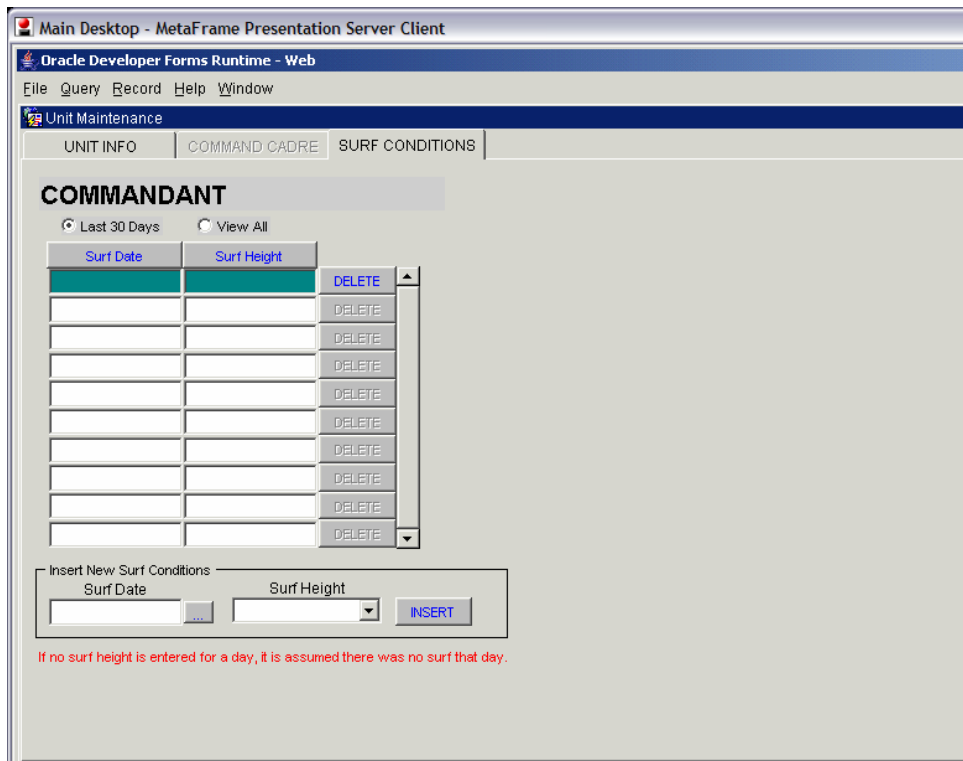 Main Desktop - MetaFrame Presentation Server Client
Oracle Developer Forms Runtime - Web
File Query Record Help Window
Unit Maintenance
UNIT INFO COMMAND CADRE SURF CONDITIONS
COMMANDANT
Last 30 Days View All
Surf Date Surf Height
DELETE
DELETE
DELETE
DELETE
DELETE
DELETE
DELETE
DELETE
DELETE
DELETE
Insert New Surf Conditions
Surf Date Surf Height
... INSERT
If no surf height is entered for a day, it is assumed there was no surf that day.